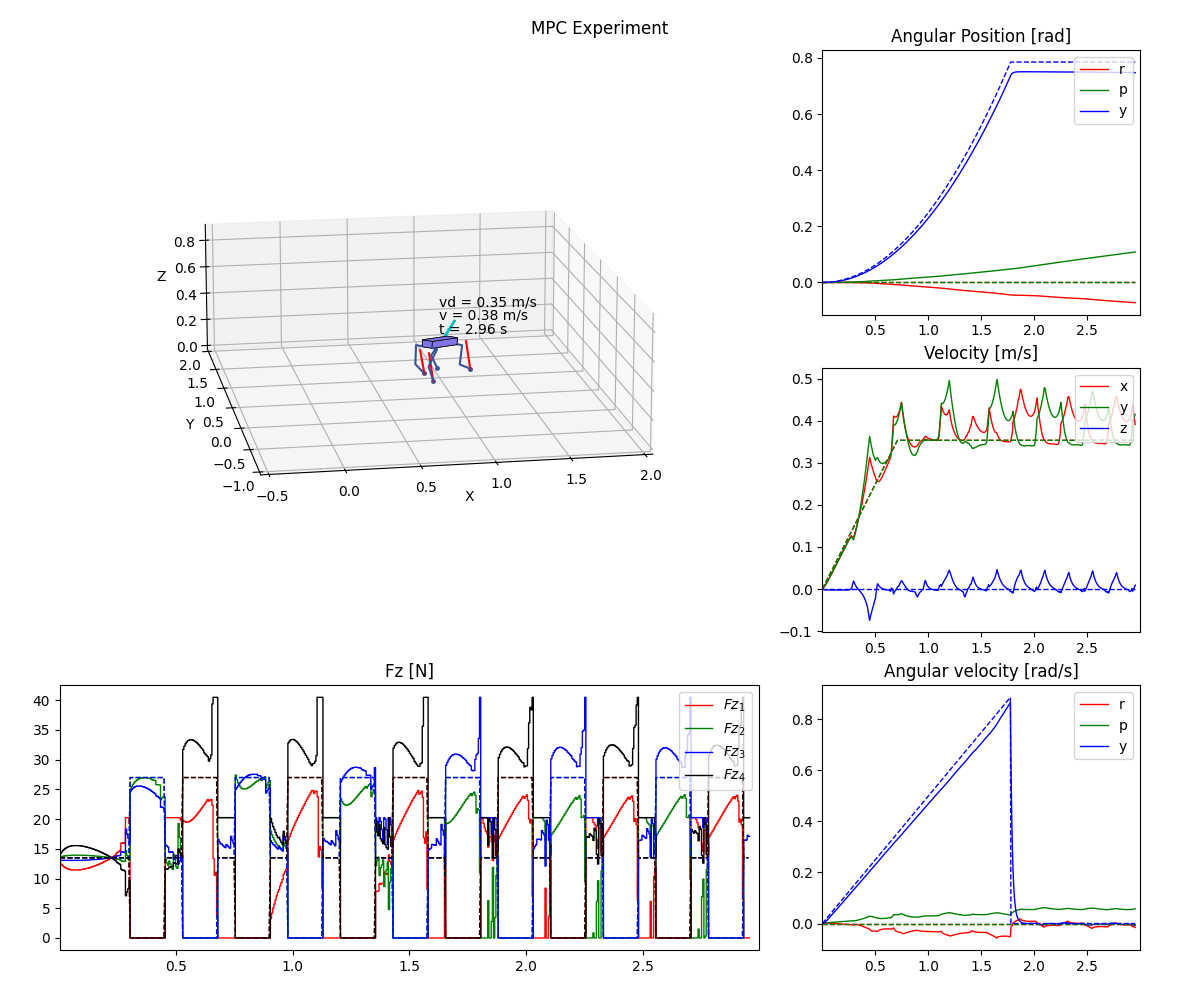 MPC Experiment
0.8
0.6
0.4
0.2
0.0
Z
2.0
1.5
1.0
0.5
0.0
−0.5
−1.0
Y
−0.5
0.0
0.5
1.0
1.5
2.0
X
vd = 0.35 m/s
v = 0.38 m/s
t = 2.96 s
Angular Position [rad]
0.8
0.6
0.4
0.2
0.0
0.5 1.0 1.5 2.0 2.5
r
p
y
Velocity [m/s]
0.5
0.4
0.3
0.2
0.1
0.0
−0.1
0.5 1.0 1.5 2.0 2.5
x
y
z
Fz [N]
40
35
30
25
20
15
10
5
0
0.5 1.0 1.5 2.0 2.5
Fz1
Fz2
Fz3
Fz4
Angular velocity [rad/s]
0.8
0.6
0.4
0.2
0.0
0.5 1.0 1.5 2.0 2.5
r
p
y